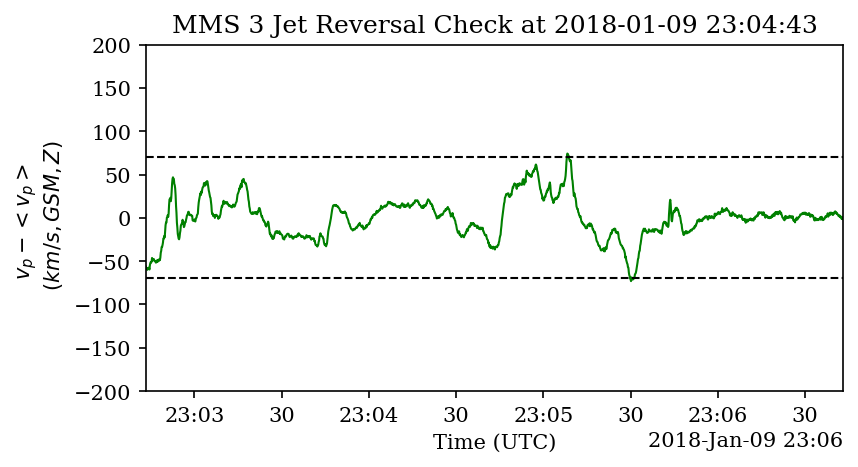 MMS 3 Jet Reversal Check at 2018-01-09 23:04:43
v_p − <v_p>
(km/s, GSM, Z)
200
150
100
50
0
−50
−100
−150
−200
23:03 30 23:04 30 23:05 30 23:06 30
Time (UTC) 2018-Jan-09 23:06